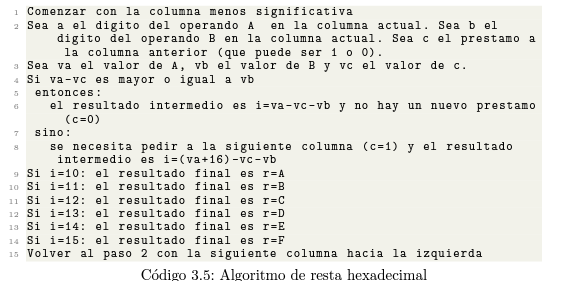 1 Comenzar con la columna menos significativa
2 Sea a el digito del operando A en la columna actual. Sea b el
digito del operando B en la columna actual. Sea c el prestamo a
la columna anterior (que puede ser 1 o 0).
3 Sea va el valor de A, vb el valor de B y vc el valor de c.
4 Si va-vc es mayor o igual a vb
5 entonces:
6 el resultado intermedio es i=va-vc-vb y no hay un nuevo prestamo
(c=0)
7 sino:
8 se necesita pedir a la siguiente columna (c=1) y el resultado
intermedio es i=(va+16)-vc-vb
9 Si i=10: el resultado final es r=A
10 Si i=11: el resultado final es r=B
11 Si i=12: el resultado final es r=C
12 Si i=13: el resultado final es r=D
13 Si i=14: el resultado final es r=E
14 Si i=15: el resultado final es r=F
15 Volver al paso 2 con la siguiente columna hacia la izquierda
Código 3.5: Algoritmo de resta hexadecimal